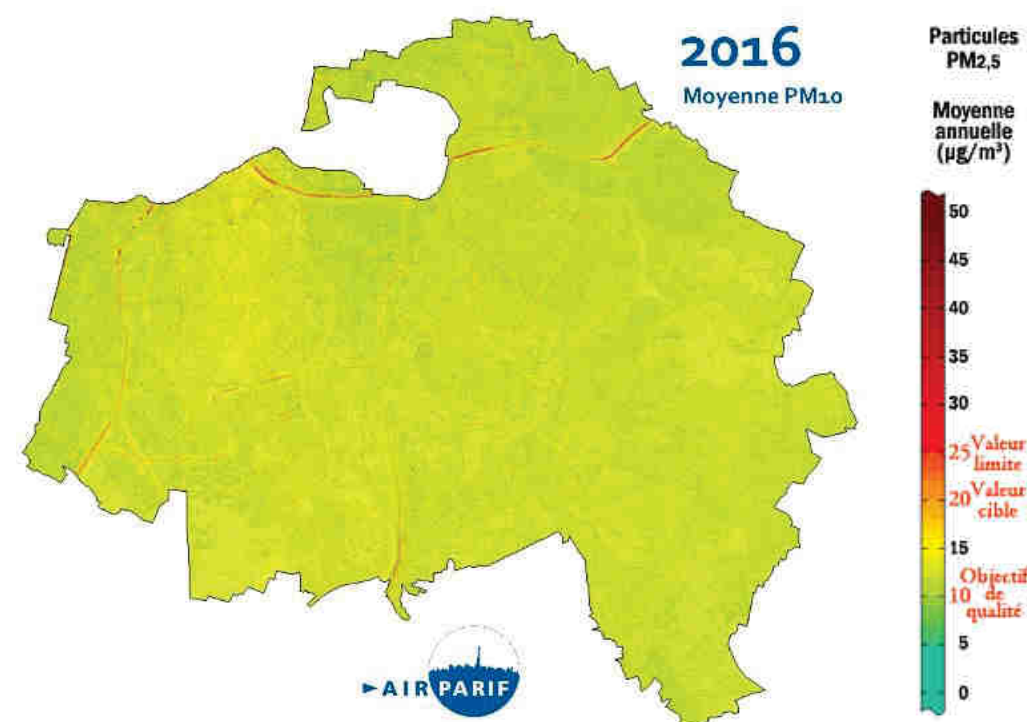 2016
Moyenne PM10
Particules
PM2,5
Moyenne
annuelle
(µg/m³)
50
45
40
35
30
25 Valeur
limite
20 Valeur
cible
15
Objectif
10 de
qualité
5
0
AIRPARIF